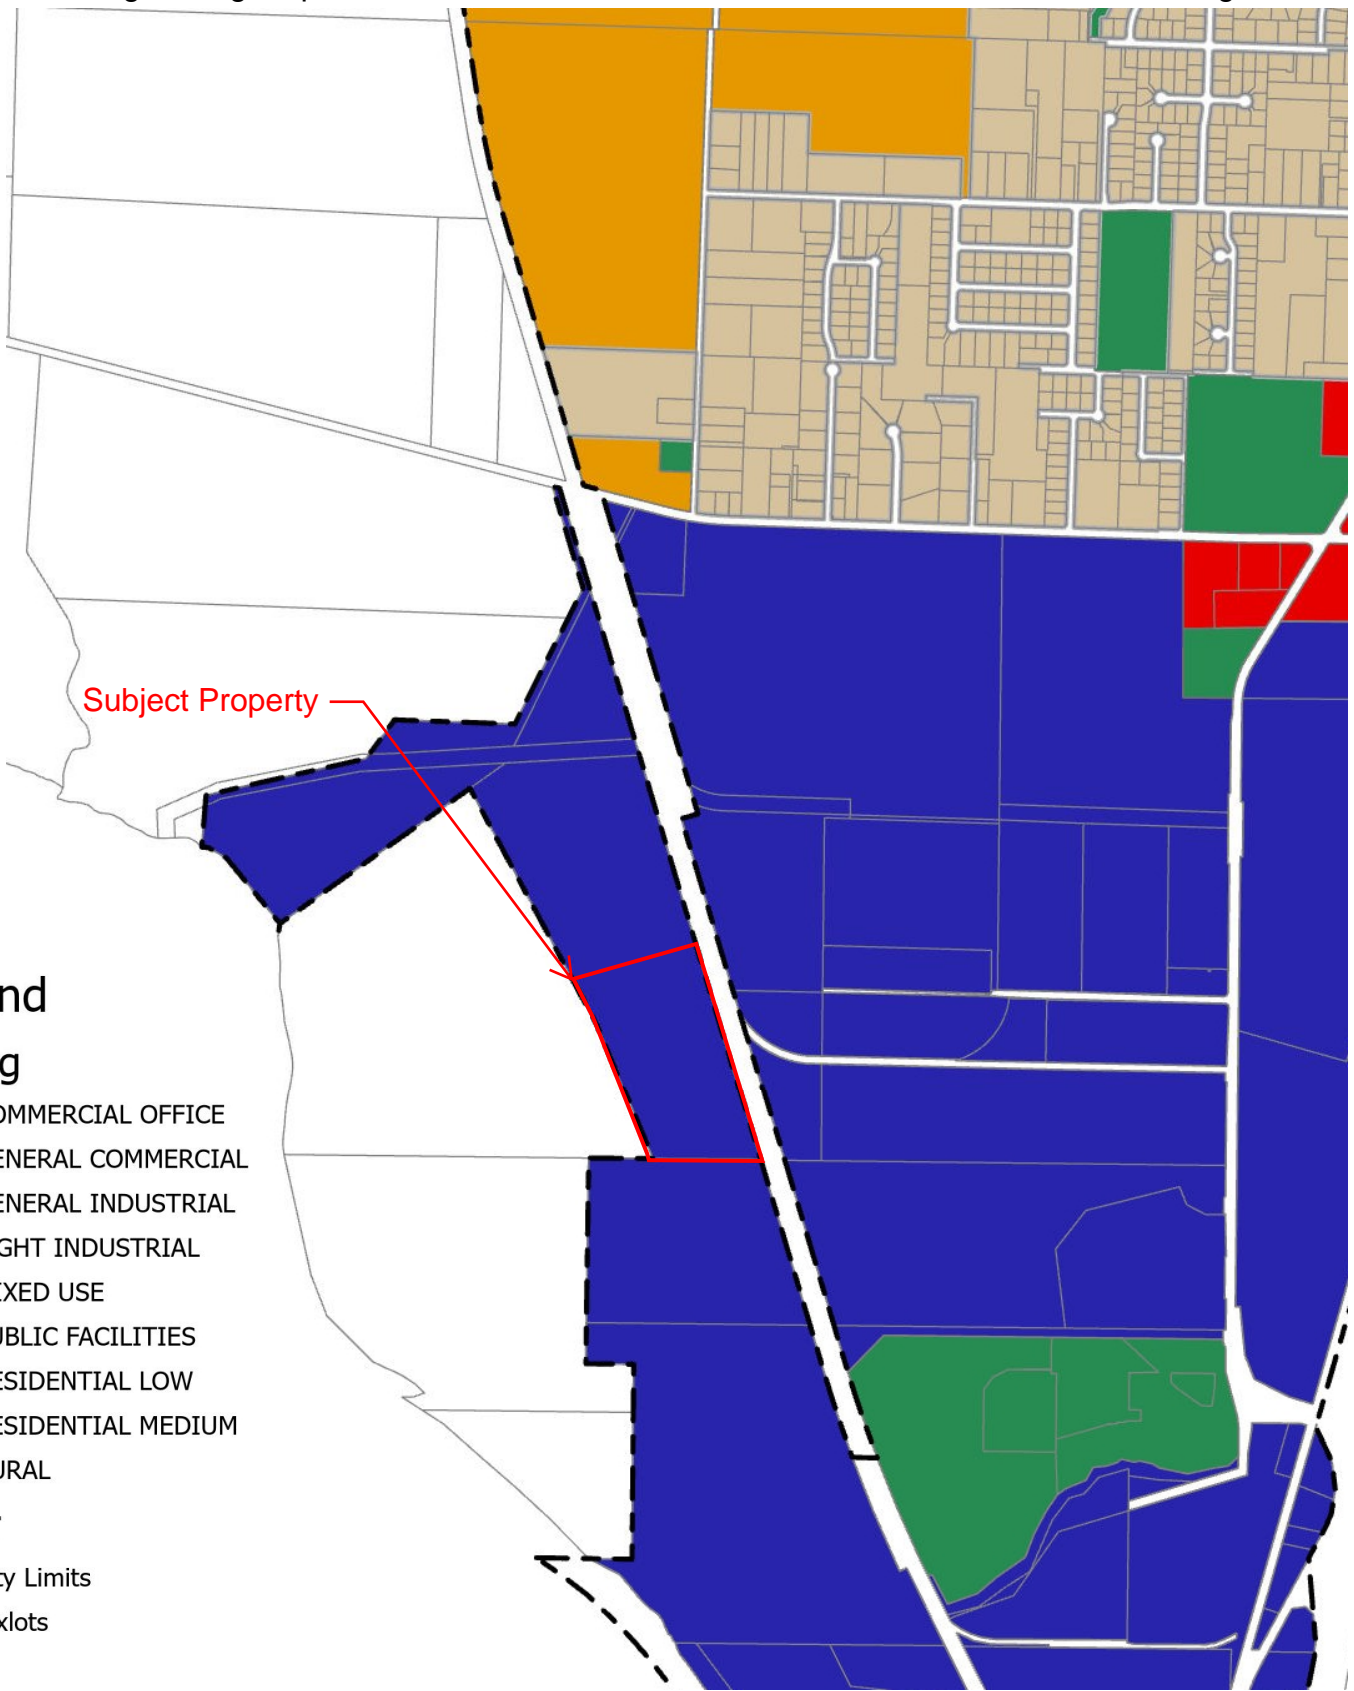 Subject Property
nd
g
OMMERCIAL OFFICE
ENERAL COMMERCIAL
ENERAL INDUSTRIAL
GHT INDUSTRIAL
IXED USE
UBLIC FACILITIES
ESIDENTIAL LOW
ESIDENTIAL MEDIUM
URAL
ty Limits
xlots